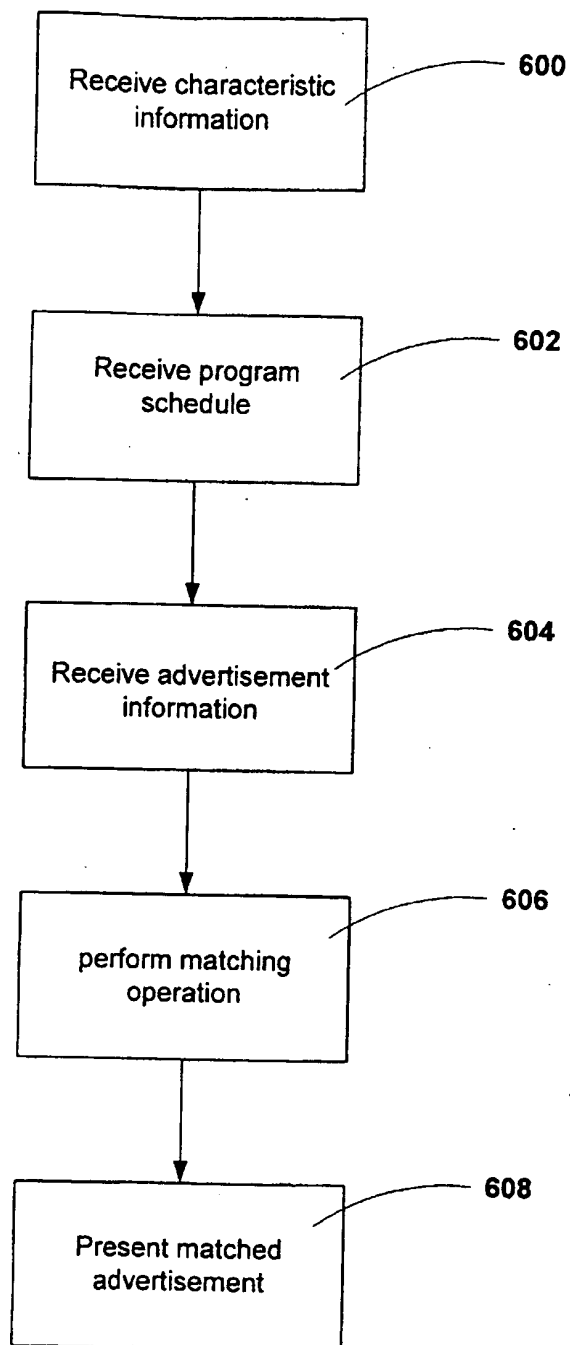 Receive characteristic
information
600
Receive program
schedule
602
Receive advertisement
information
604
perform matching
operation
606
Present matched
advertisement
608